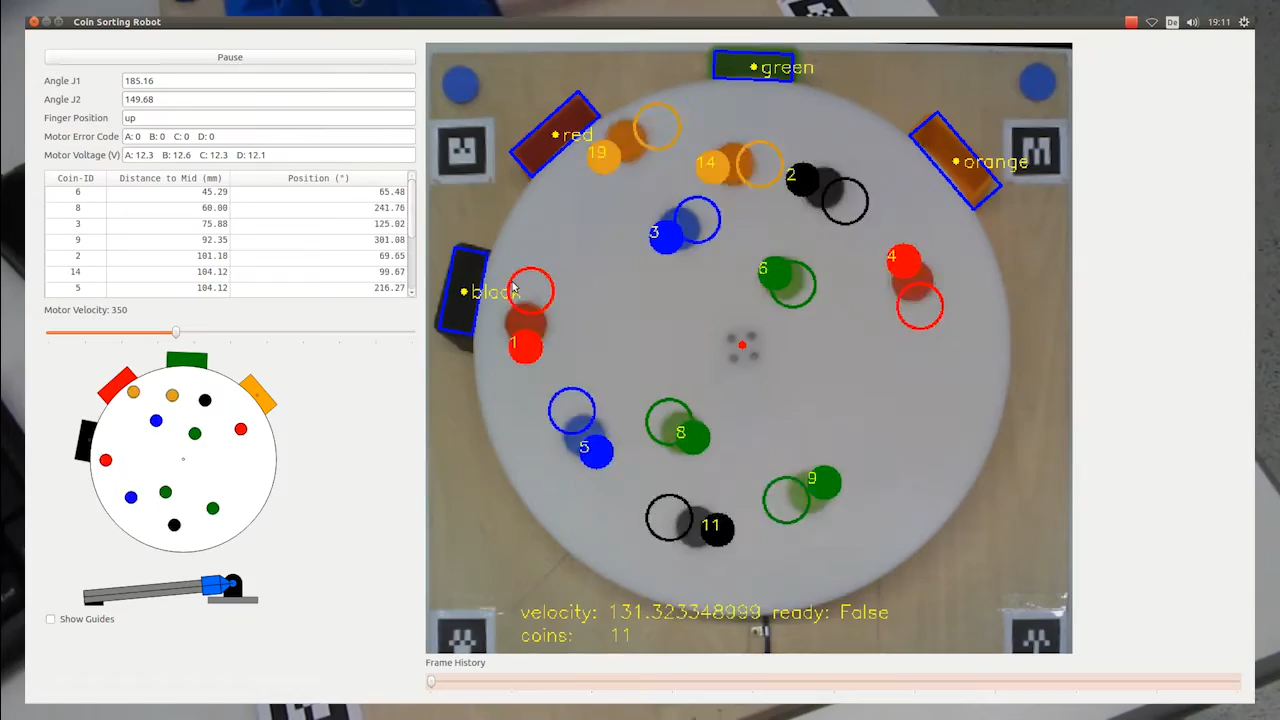 Coin Sorting Robot
De
19:11
Pause
Angle J1 185.16
Angle J2 149.68
Finger Position up
Motor Error Code A: 0 B: 0 C: 0 D: 0
Motor Voltage (V) A: 12.3 B: 12.6 C: 12.3 D: 12.1
Coin-ID Distance to Mid (mm) Position (°)
6 45.29 65.48
8 60.00 241.76
3 75.88 125.02
9 92.35 301.08
2 101.18 69.65
14 104.12 99.67
5 104.12 216.27
Motor Velocity: 350
Show Guides
green
red
orange
black
19
14
2
3
6
4
1
5
8
9
11
velocity: 131.323348999 ready: False
coins: 11
Frame History